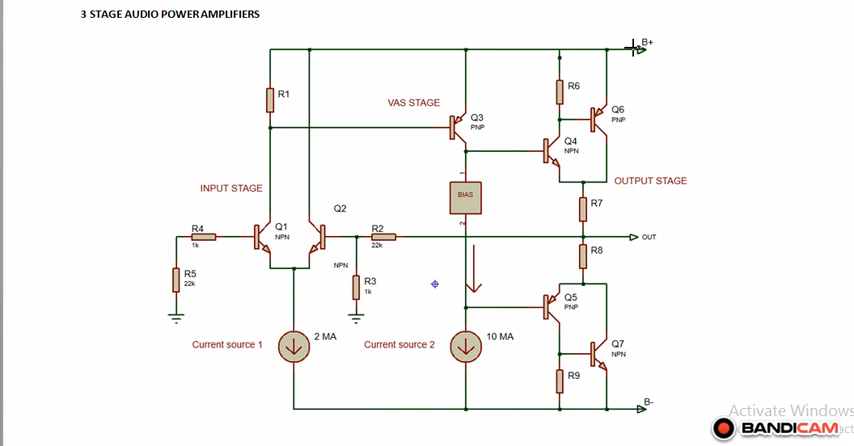 3 STAGE AUDIO POWER AMPLIFIERS
B+
R1
R6
VAS STAGE
Q3
PNP
Q6
PNP
Q4
NPN
1
BIAS
2
INPUT STAGE
OUTPUT STAGE
Q2
R7
R4
1k
Q1
NPN
R2
22k
OUT
R8
NPN
R5
22k
R3
1k
Q5
PNP
Current source 1
2 MA
Current source 2
10 MA
Q7
NPN
R9
B-
Activate Windows
BANDICAM